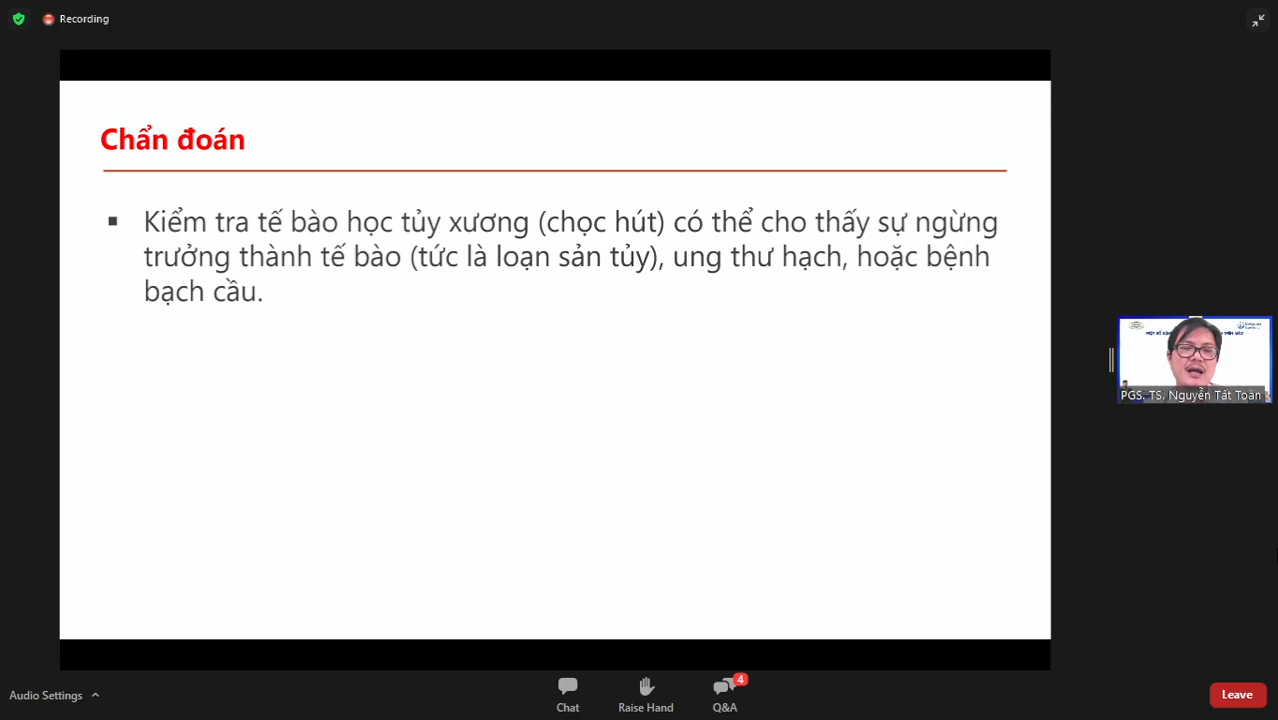 Recording
Chẩn đoán
▪ Kiểm tra tế bào học tủy xương (chọc hút) có thể cho thấy sự ngừng
trưởng thành tế bào (tức là loạn sản tủy), ung thư hạch, hoặc bệnh
bạch cầu.
PGS. TS. Nguyễn Tất Toàn
Audio Settings
Chat
Raise Hand
4
Q&A
Leave